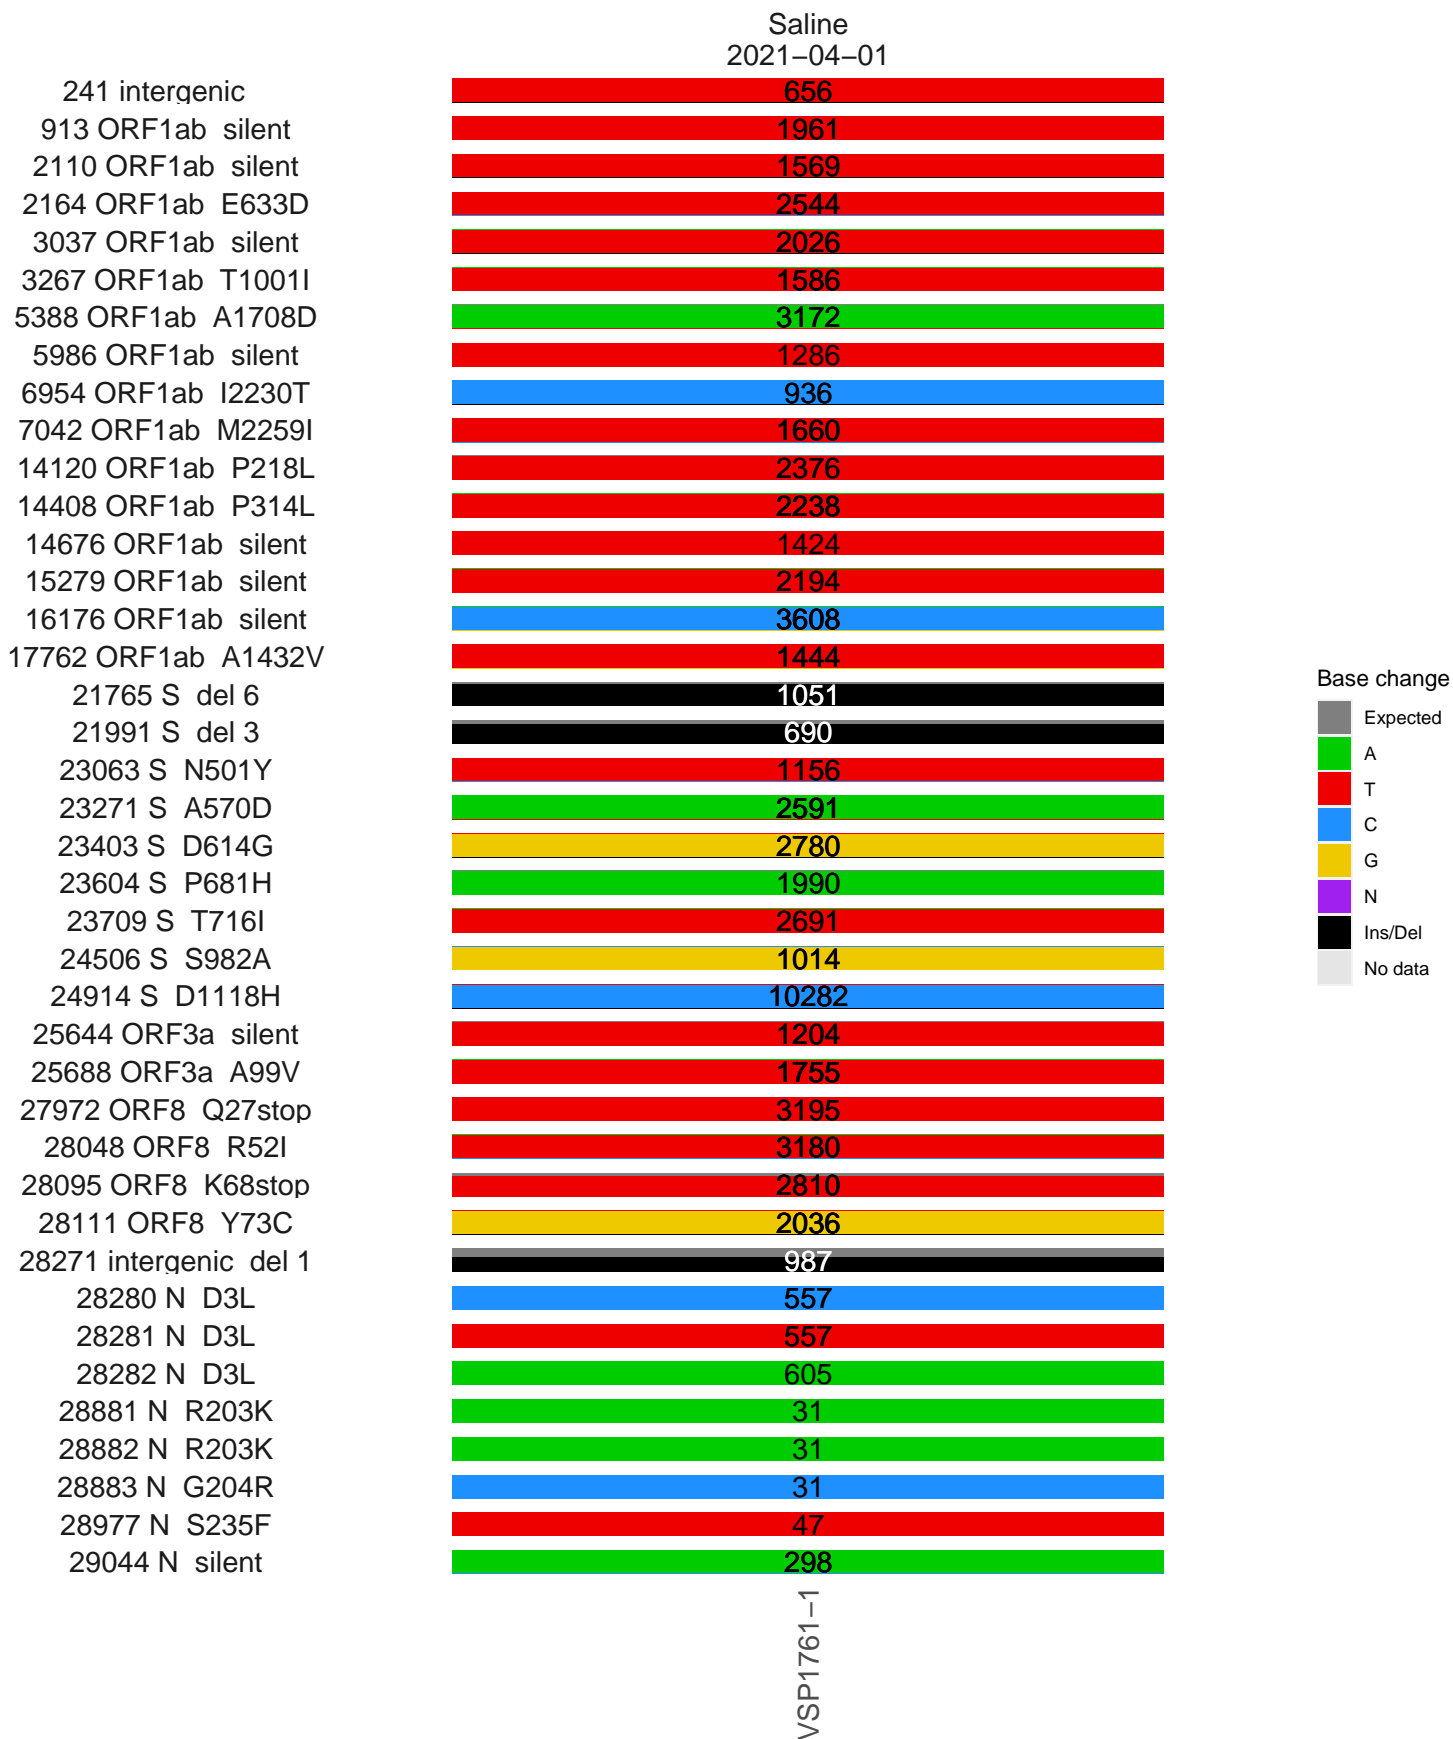 Saline
2021−04−01
241 intergenic 656
913 ORF1ab silent 1961
2110 ORF1ab silent 1569
2164 ORF1ab E633D 2544
3037 ORF1ab silent 2026
3267 ORF1ab T1001I 1586
5388 ORF1ab A1708D 3172
5986 ORF1ab silent 1286
6954 ORF1ab I2230T 936
7042 ORF1ab M2259I 1660
14120 ORF1ab P218L 2376
14408 ORF1ab P314L 2238
14676 ORF1ab silent 1424
15279 ORF1ab silent 2194
16176 ORF1ab silent 3608
17762 ORF1ab A1432V 1444
21765 S del 6 1051
21991 S del 3 690
23063 S N501Y 1156
23271 S A570D 2591
23403 S D614G 2780
23604 S P681H 1990
23709 S T716I 2691
24506 S S982A 1014
24914 S D1118H 10282
25644 ORF3a silent 1204
25688 ORF3a A99V 1755
27972 ORF8 Q27stop 3195
28048 ORF8 R52I 3180
28095 ORF8 K68stop 2810
28111 ORF8 Y73C 2036
28271 intergenic del 1 987
28280 N D3L 557
28281 N D3L 557
28282 N D3L 605
28881 N R203K 31
28882 N R203K 31
28883 N G204R 31
28977 N S235F 47
29044 N silent 298
VSP1761−1
Base change
Expected
A
T
C
G
N
Ins/Del
No data